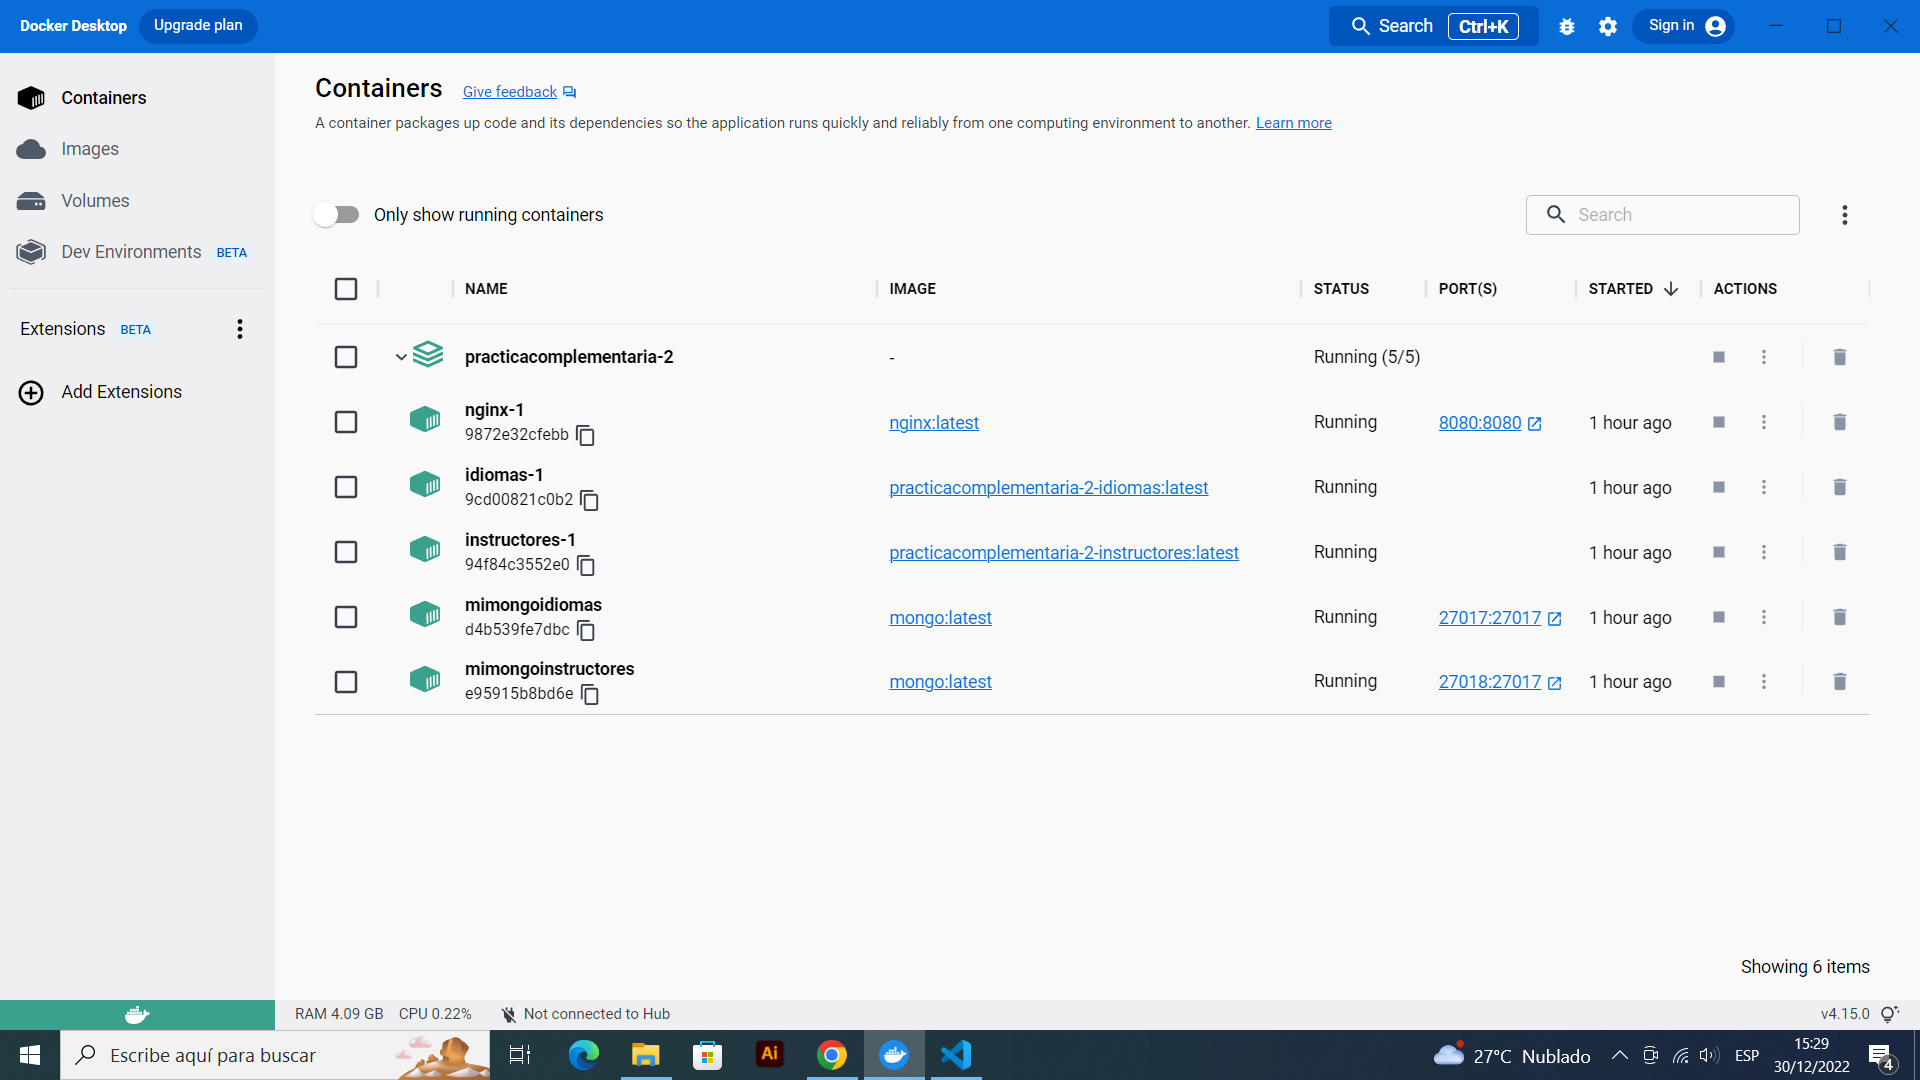 Docker Desktop Upgrade plan Search Ctrl+K Sign in
Containers
Images
Volumes
Dev Environments BETA
Extensions BETA
Add Extensions
Containers Give feedback
A container packages up code and its dependencies so the application runs quickly and reliably from one computing environment to another. Learn more
Only show running containers Search
NAME IMAGE STATUS PORT(S) STARTED ACTIONS
practicacomplementaria-2 - Running (5/5)
nginx-1
9872e32cfebb nginx:latest Running 8080:8080 1 hour ago
idiomas-1
9cd00821c0b2 practicacomplementaria-2-idiomas:latest Running 1 hour ago
instructores-1
94f84c3552e0 practicacomplementaria-2-instructores:latest Running 1 hour ago
mimongoidiomas
d4b539fe7dbc mongo:latest Running 27017:27017 1 hour ago
mimongoinstructores
e95915b8bd6e mongo:latest Running 27018:27017 1 hour ago
Showing 6 items
RAM 4.09 GB CPU 0.22% Not connected to Hub v4.15.0
Escribe aquí para buscar Ai 27°C Nublado ESP 15:29
30/12/2022 4